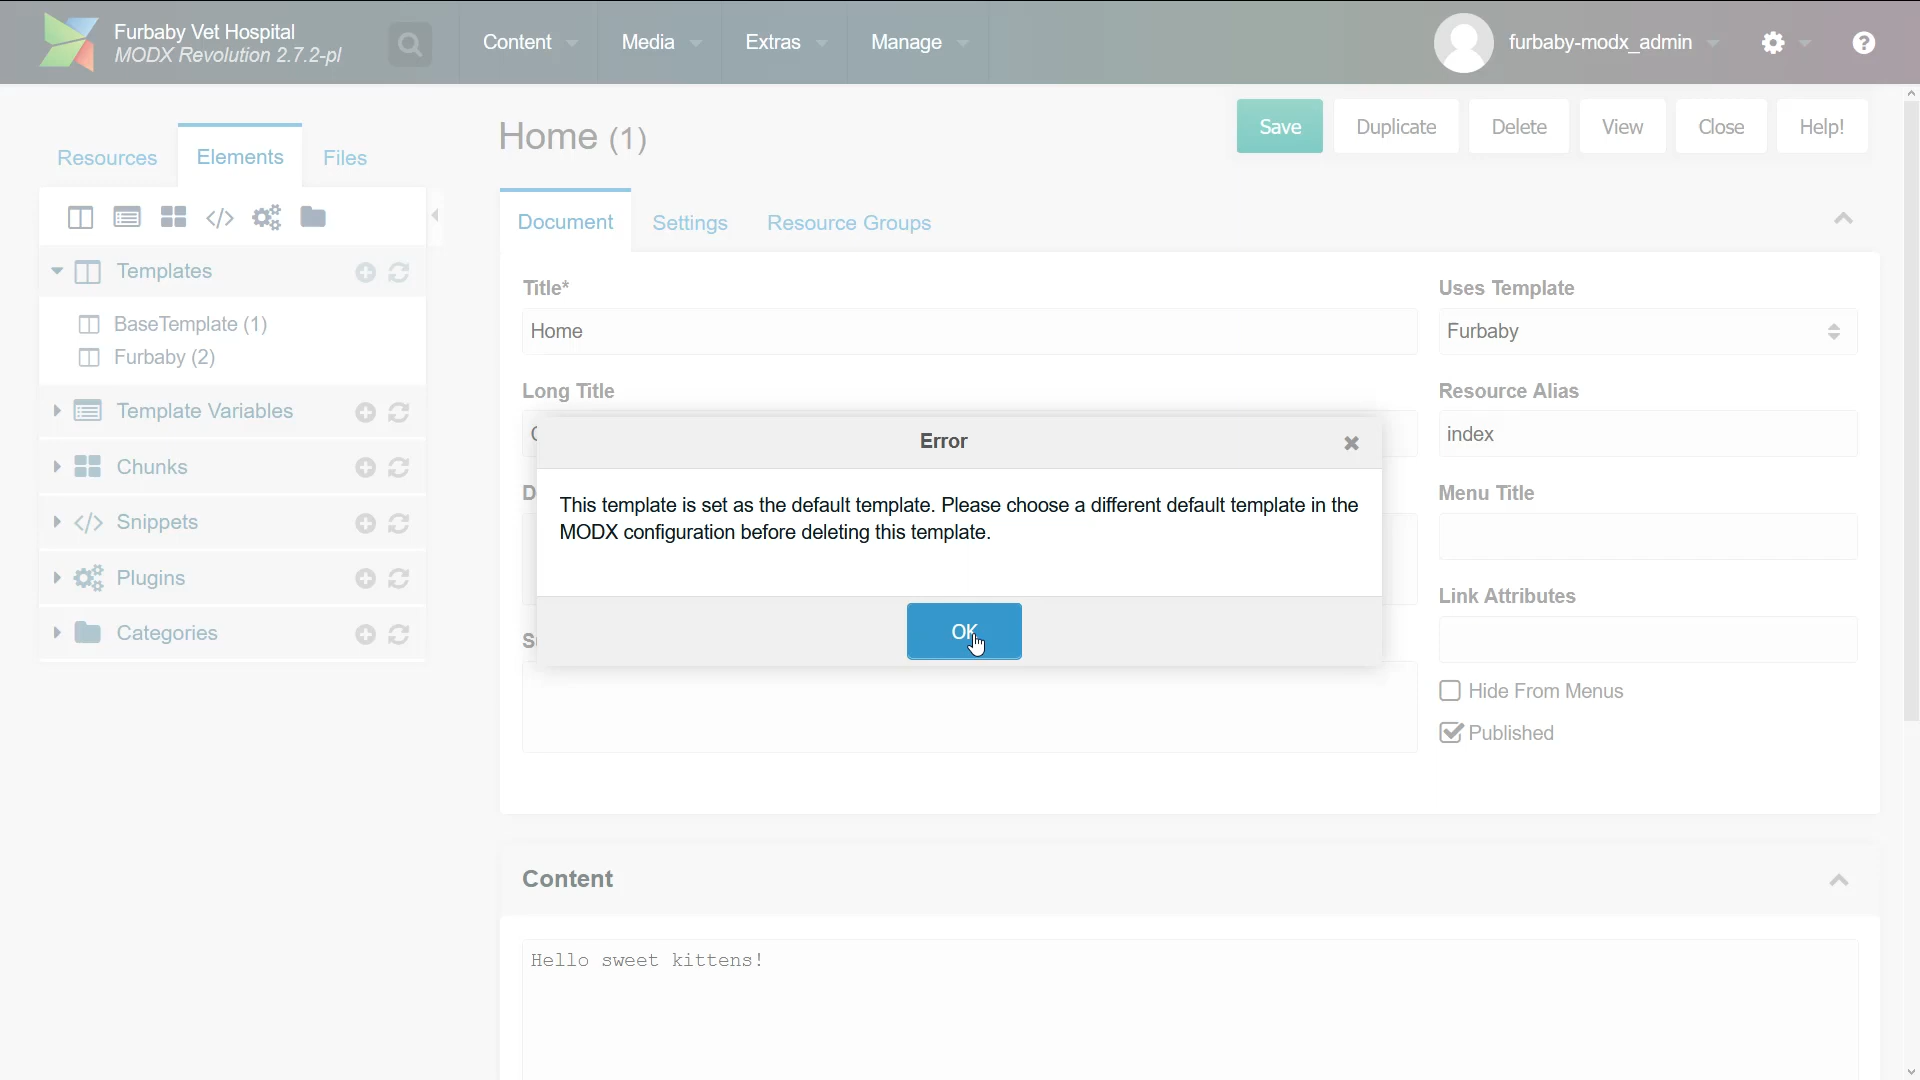 Furbaby Vet Hospital
MODX Revolution 2.7.2-pl
Content
Media
Extras
Manage
furbaby-modx_admin
Resources
Elements
Files
Templates
BaseTemplate (1)
Furbaby (2)
Template Variables
Chunks
Snippets
Plugins
Categories
Home (1)
Save
Duplicate
Delete
View
Close
Help!
Document
Settings
Resource Groups
Title*
Home
Long Title
Uses Template
Furbaby
Resource Alias
index
Menu Title
Link Attributes
Hide From Menus
Published
Error
This template is set as the default template. Please choose a different default template in the
MODX configuration before deleting this template.
OK
Content
Hello sweet kittens!